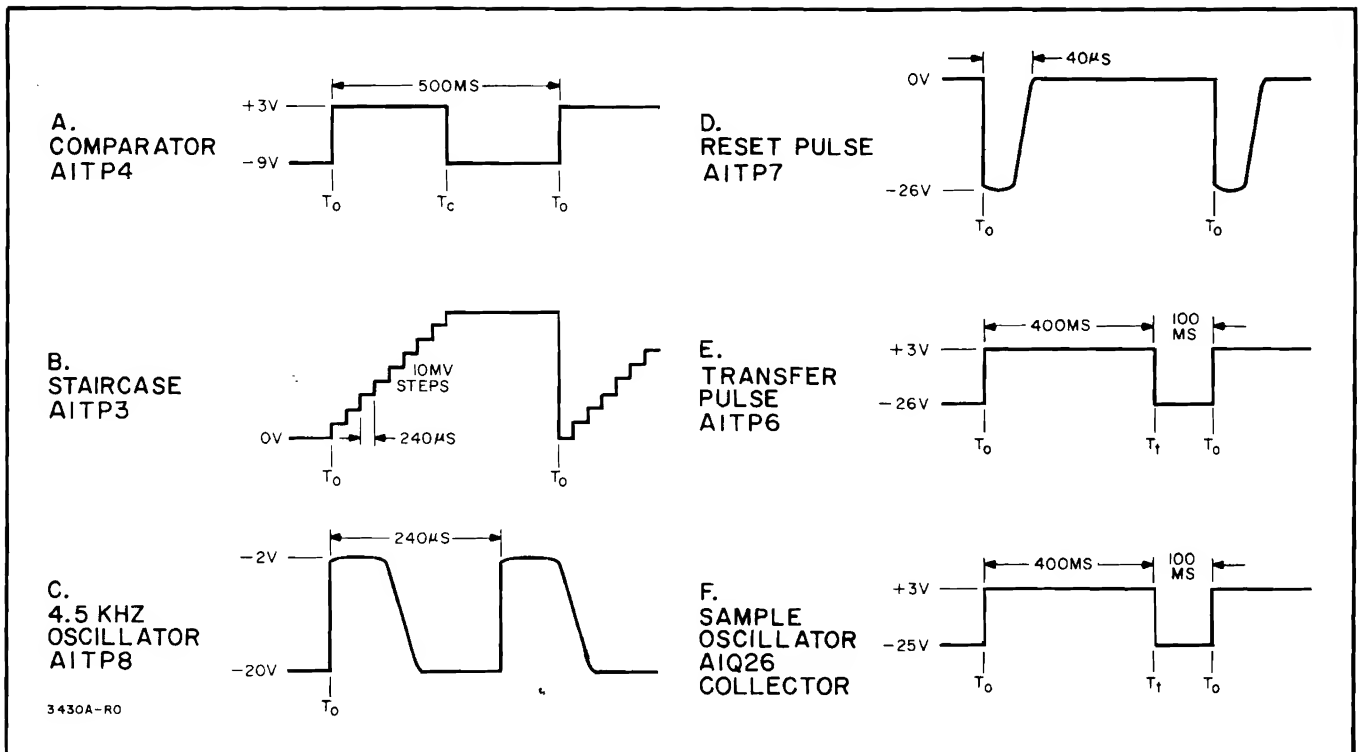 A.
COMPARATOR
A1TP4
+3V
-9V
500MS
T₀
Tc
T₀
B.
STAIRCASE
A1TP3
0V
10MV
STEPS
240µS
T₀
T₀
C.
4.5 KHZ
OSCILLATOR
A1TP8
-2V
-20V
240µS
T₀
3430A-RO
D.
RESET PULSE
A1TP7
0V
-26V
40µS
T₀
T₀
E.
TRANSFER
PULSE
A1TP6
+3V
-26V
400MS
100
MS
T₀
Tt
T₀
F.
SAMPLE
OSCILLATOR
A1Q26
COLLECTOR
+3V
-25V
400MS
100
MS
T₀
Tt
T₀